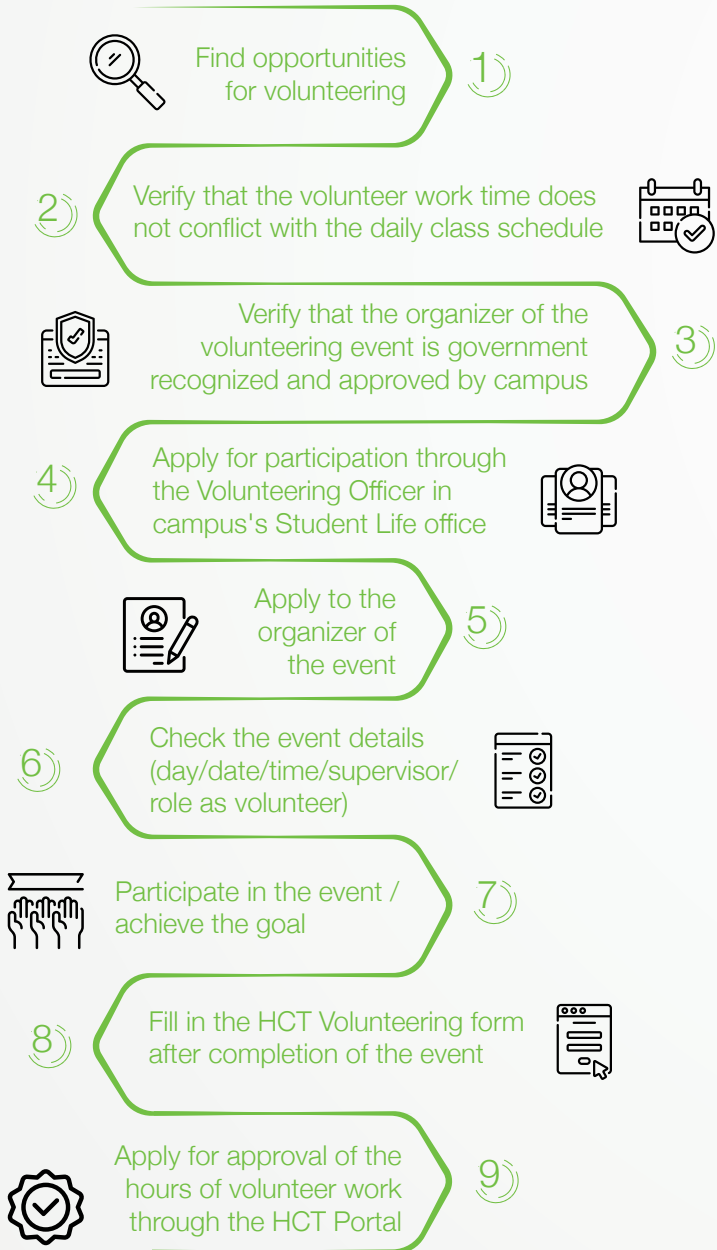 Find opportunities
for volunteering
1
2
Verify that the volunteer work time does
not conflict with the daily class schedule
Verify that the organizer of the
volunteering event is government
recognized and approved by campus
3
4
Apply for participation through
the Volunteering Officer in
campus's Student Life office
Apply to the
organizer of
the event
5
6
Check the event details
(day/date/time/supervisor/
role as volunteer)
Participate in the event /
achieve the goal
7
8
Fill in the HCT Volunteering form
after completion of the event
Apply for approval of the
hours of volunteer work
through the HCT Portal
9